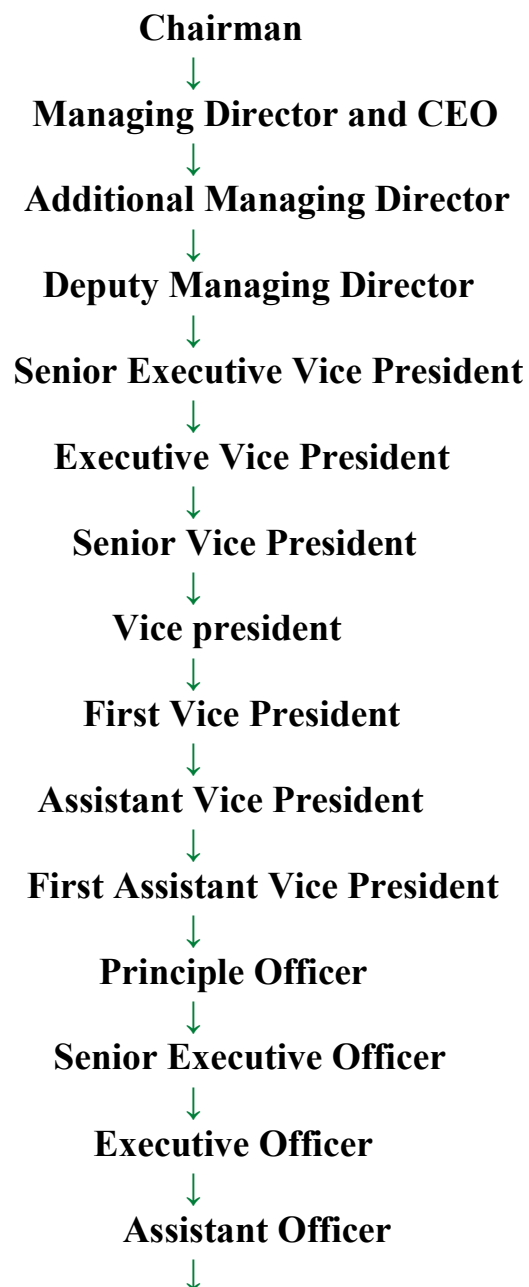 Chairman
↓
Managing Director and CEO
↓
Additional Managing Director
↓
Deputy Managing Director
↓
Senior Executive Vice President
↓
Executive Vice President
↓
Senior Vice President
↓
Vice president
↓
First Vice President
↓
Assistant Vice President
↓
First Assistant Vice President
↓
Principle Officer
↓
Senior Executive Officer
↓
Executive Officer
↓
Assistant Officer
↓